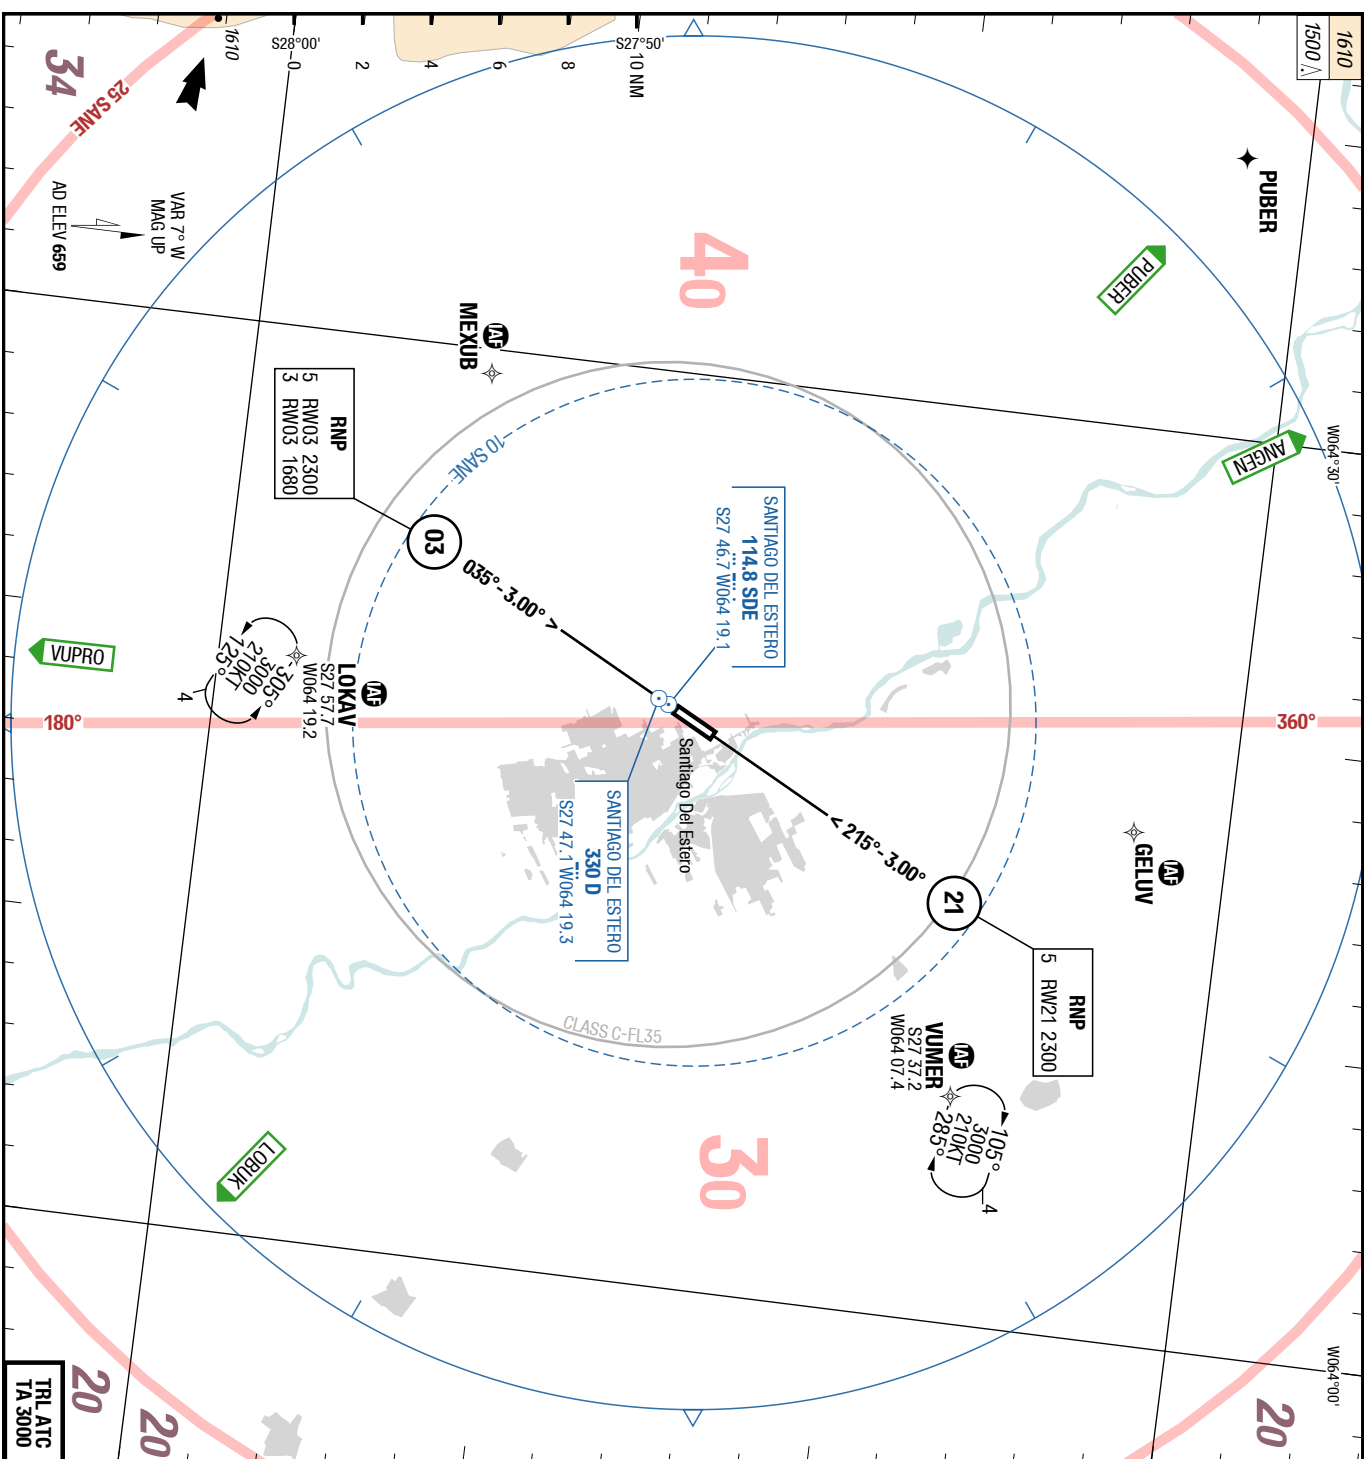 1610
1500
S27°50'
10 NM
8
6
4
2
0
S28°00'
1610
34
25 SANE
VAR 7° W
MAG UP
AD ELEV 659
PUBER
PUBER
40
ANGEN
W064°30'
IAF
MEXUB
RNP
5 RW03 2300
3 RW03 1680
10 SANE
03
035°-3.00° >
SANTIAGO DEL ESTERO
114.8 SDE
S27 46.7 W064 19.1
VUPRO
IAF
LOKAV
S27 57.7
W064 19.2
-305°
3000
210KT
125°
4
180°
360°
Santiago Del Estero
SANTIAGO DEL ESTERO
330 D
S27 47.1 W064 19.3
< 215°-3.00°
21
IAF
GELUV
RNP
5 RW21 2300
CLASS C-FL35
IAF
VUMER
S27 37.2
W064 07.4
105°
3000
210KT
-285°
4
LOBUK
30
W064°00'
20
20
20
TRL ATC
TA 3000